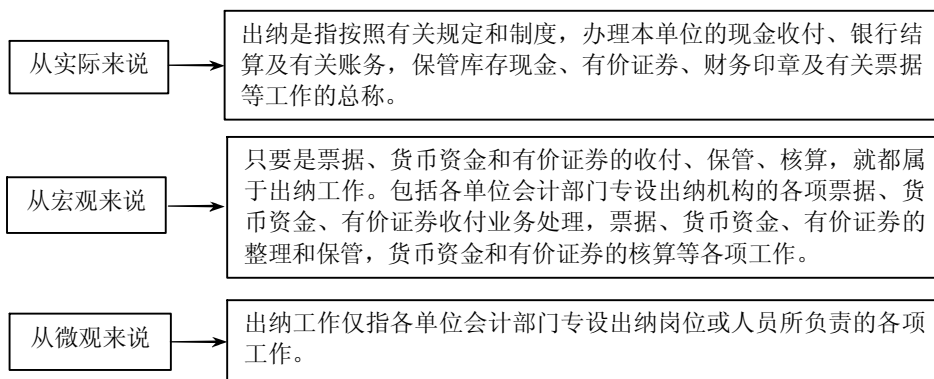 从实际来说
出纳是指按照有关规定和制度，办理本单位的现金收付、银行结
算及有关账务，保管库存现金、有价证券、财务印章及有关票据
等工作的总称。
从宏观来说
只要是票据、货币资金和有价证券的收付、保管、核算，就都属
于出纳工作。包括各单位会计部门专设出纳机构的各项票据、货
币资金、有价证券收付业务处理，票据、货币资金、有价证券的
整理和保管，货币资金和有价证券的核算等各项工作。
从微观来说
出纳工作仅指各单位会计部门专设出纳岗位或人员所负责的各项
工作。